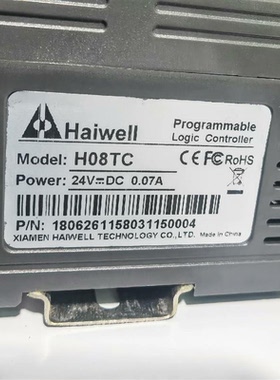 Haiwell Programmable Logic Controller
Model: H08TC CE FC RoHS
Power: 24V⎓DC 0.07A
P/N: 1806261158031150004
XIAMEN HAIWELL TECHNOLOGY CO.,LTD. Made in China